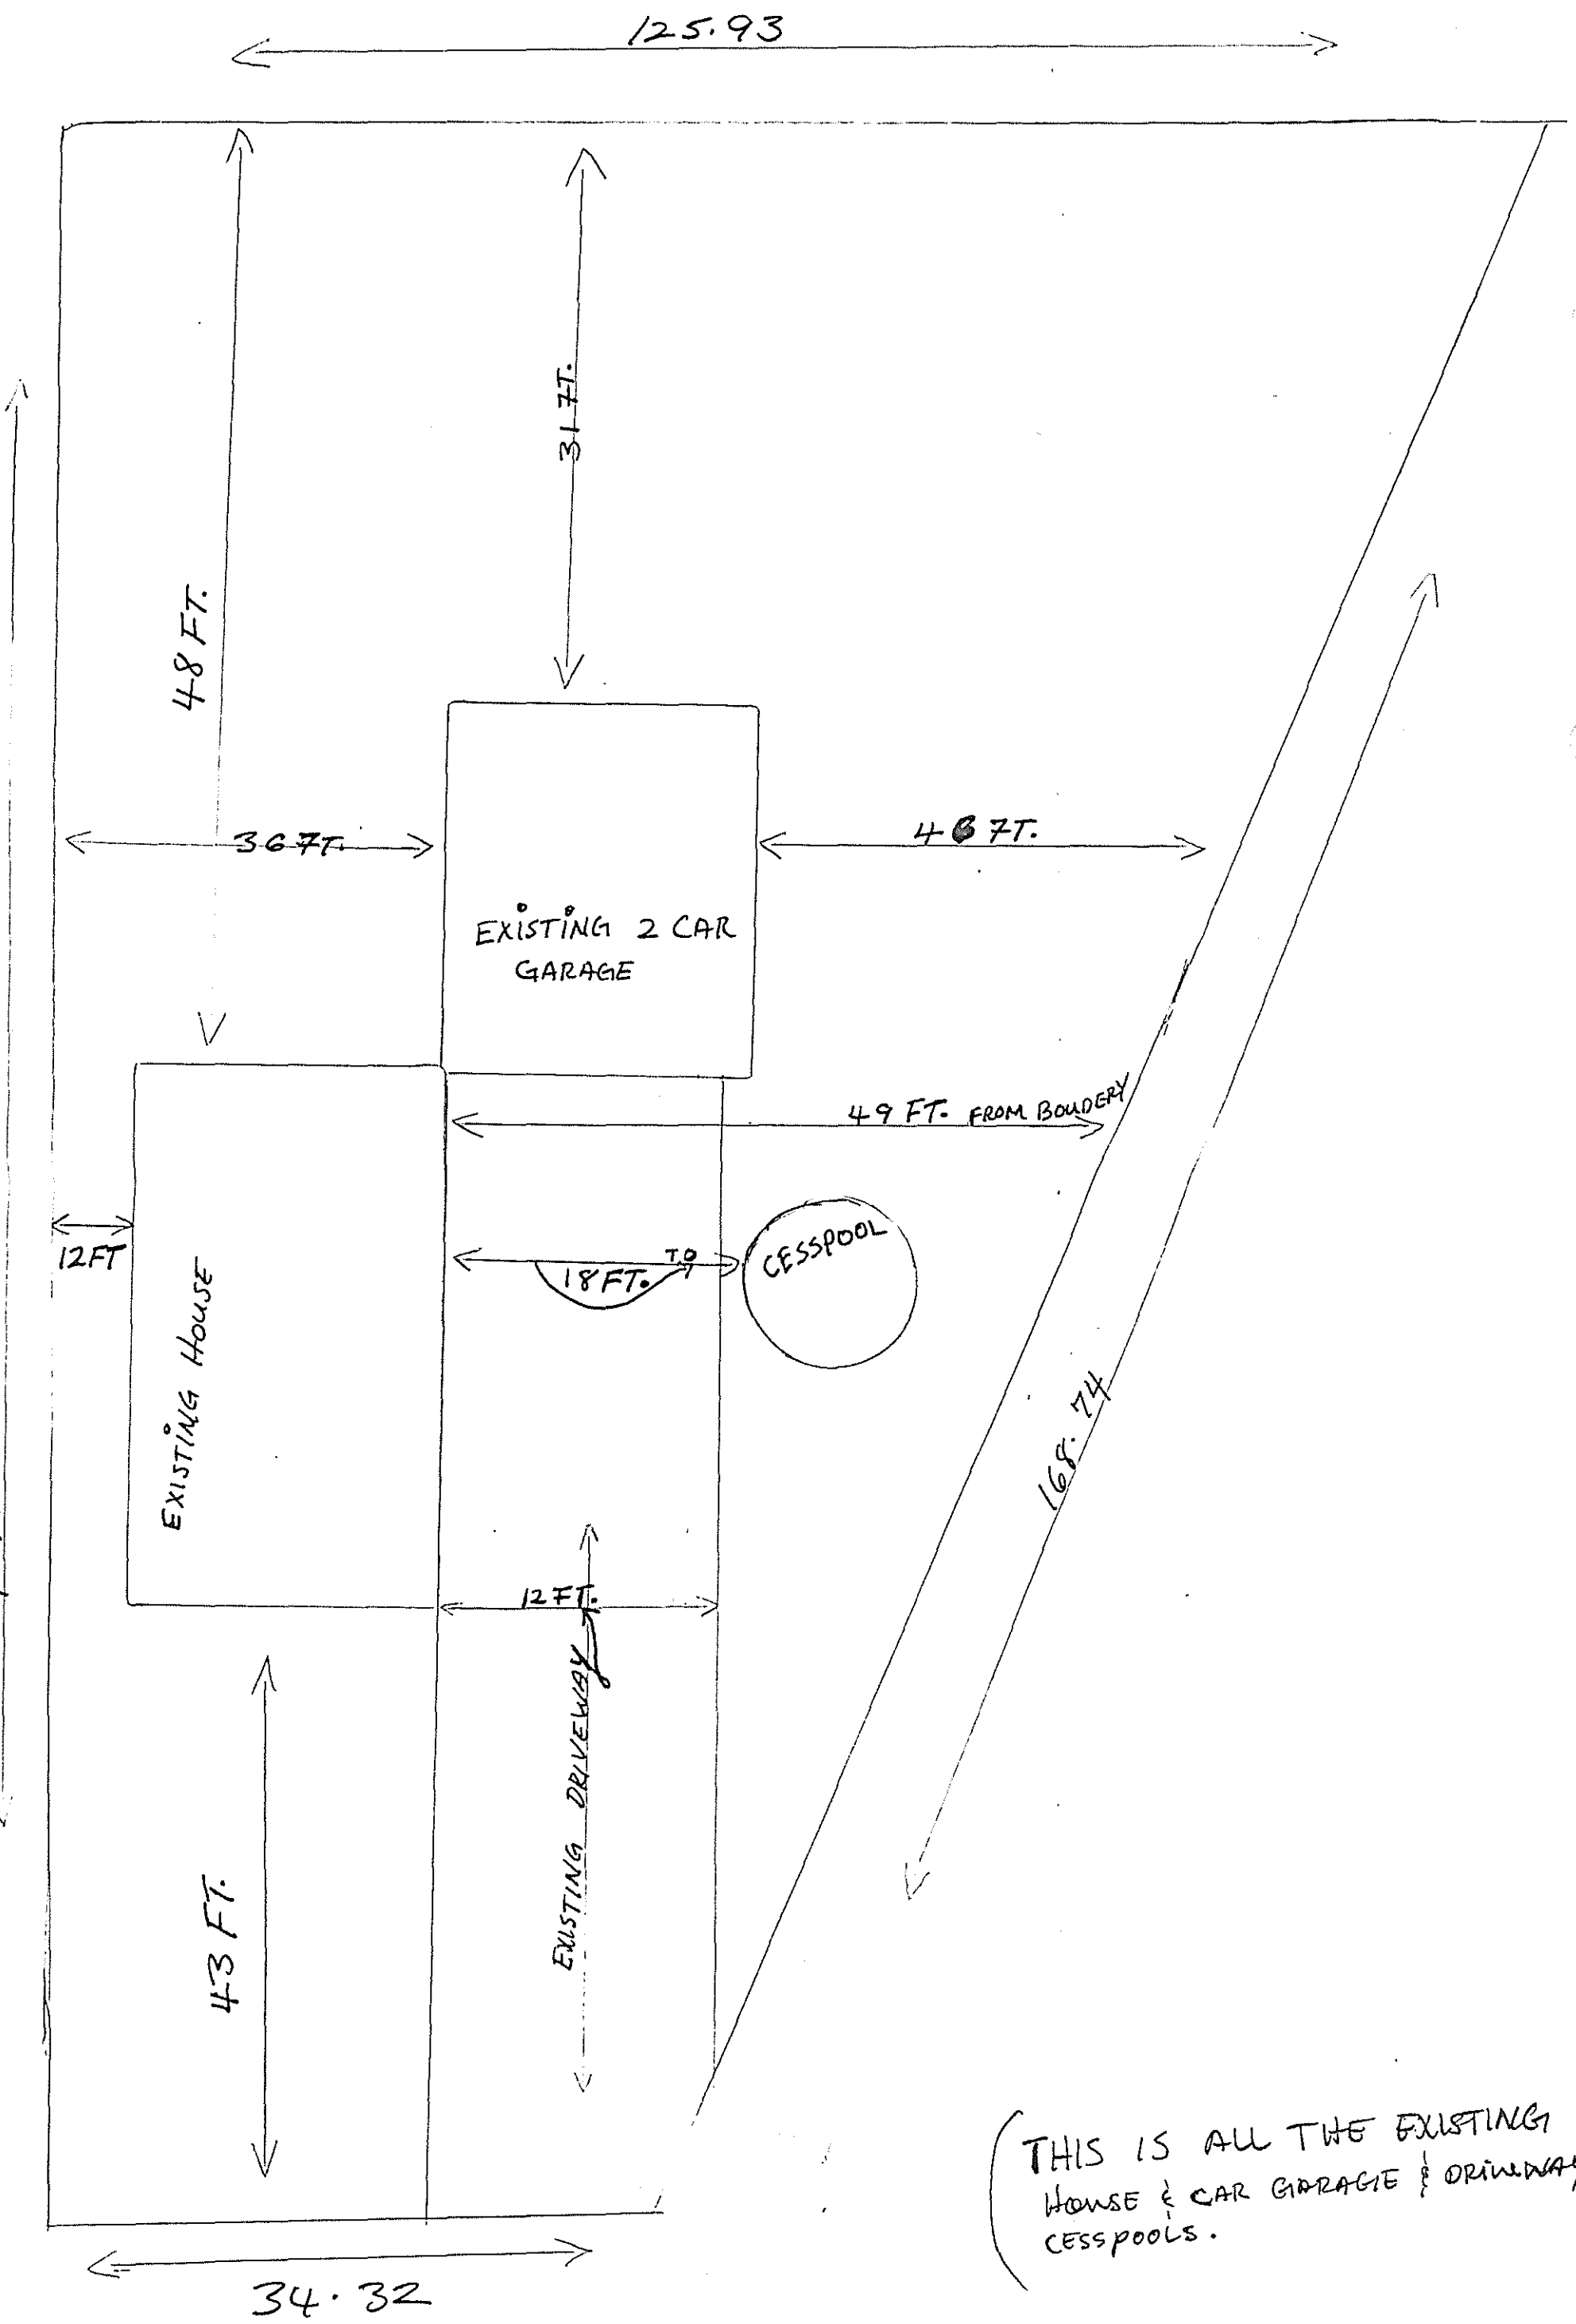 125.93
31 FT.
48 FT.
36 FT.
EXISTING 2 CAR
GARAGE
49 FT. FROM BOUDERY
12FT
TO
18FT.
CESSPOOL
EXISTING HOUSE
168.74
12 FT.
EXISTING DRIVEWAY
43 FT.
34.32
THIS IS ALL THE EXISTING
HOUSE & CAR GARAGE & DRIVEWAY,
CESSPOOLS.